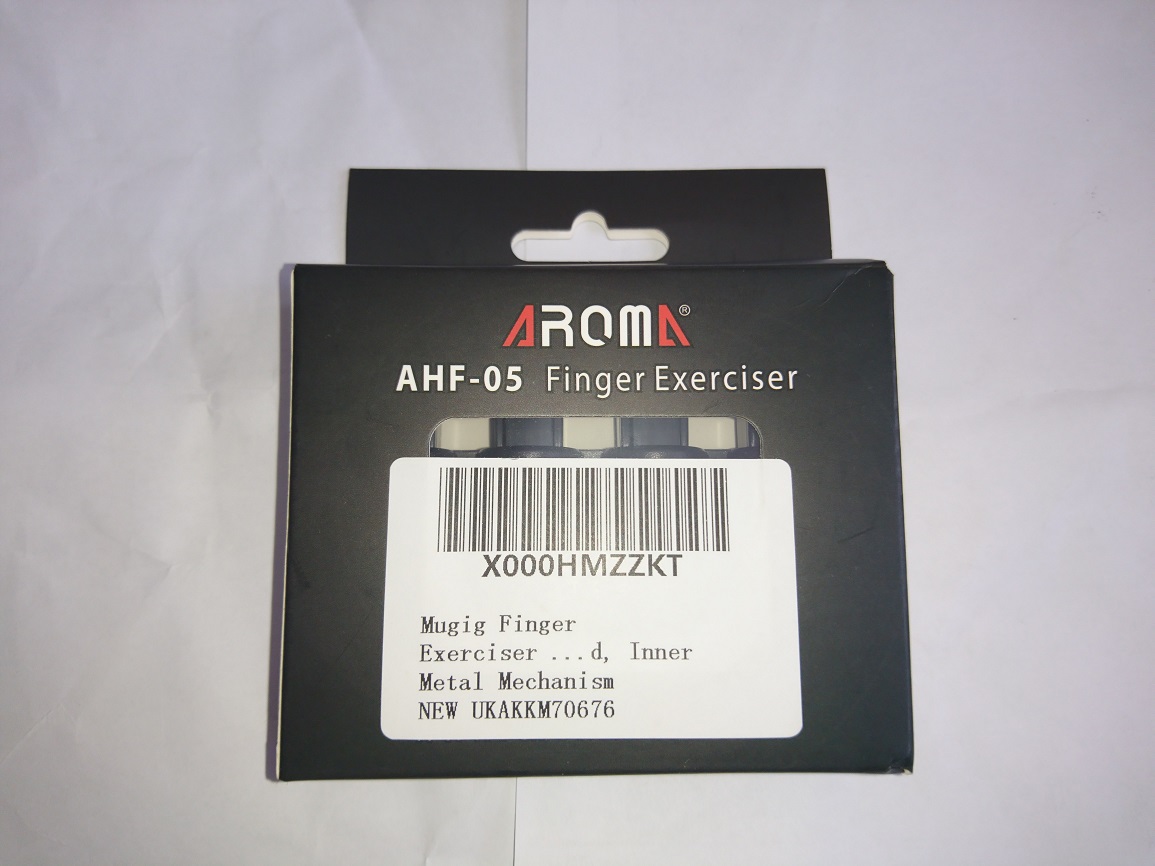 AROMA®
AHF-05 Finger Exerciser
X000HMZZKT
Mugig Finger
Exerciser ...d, Inner
Metal Mechanism
NEW UKAKKM70676